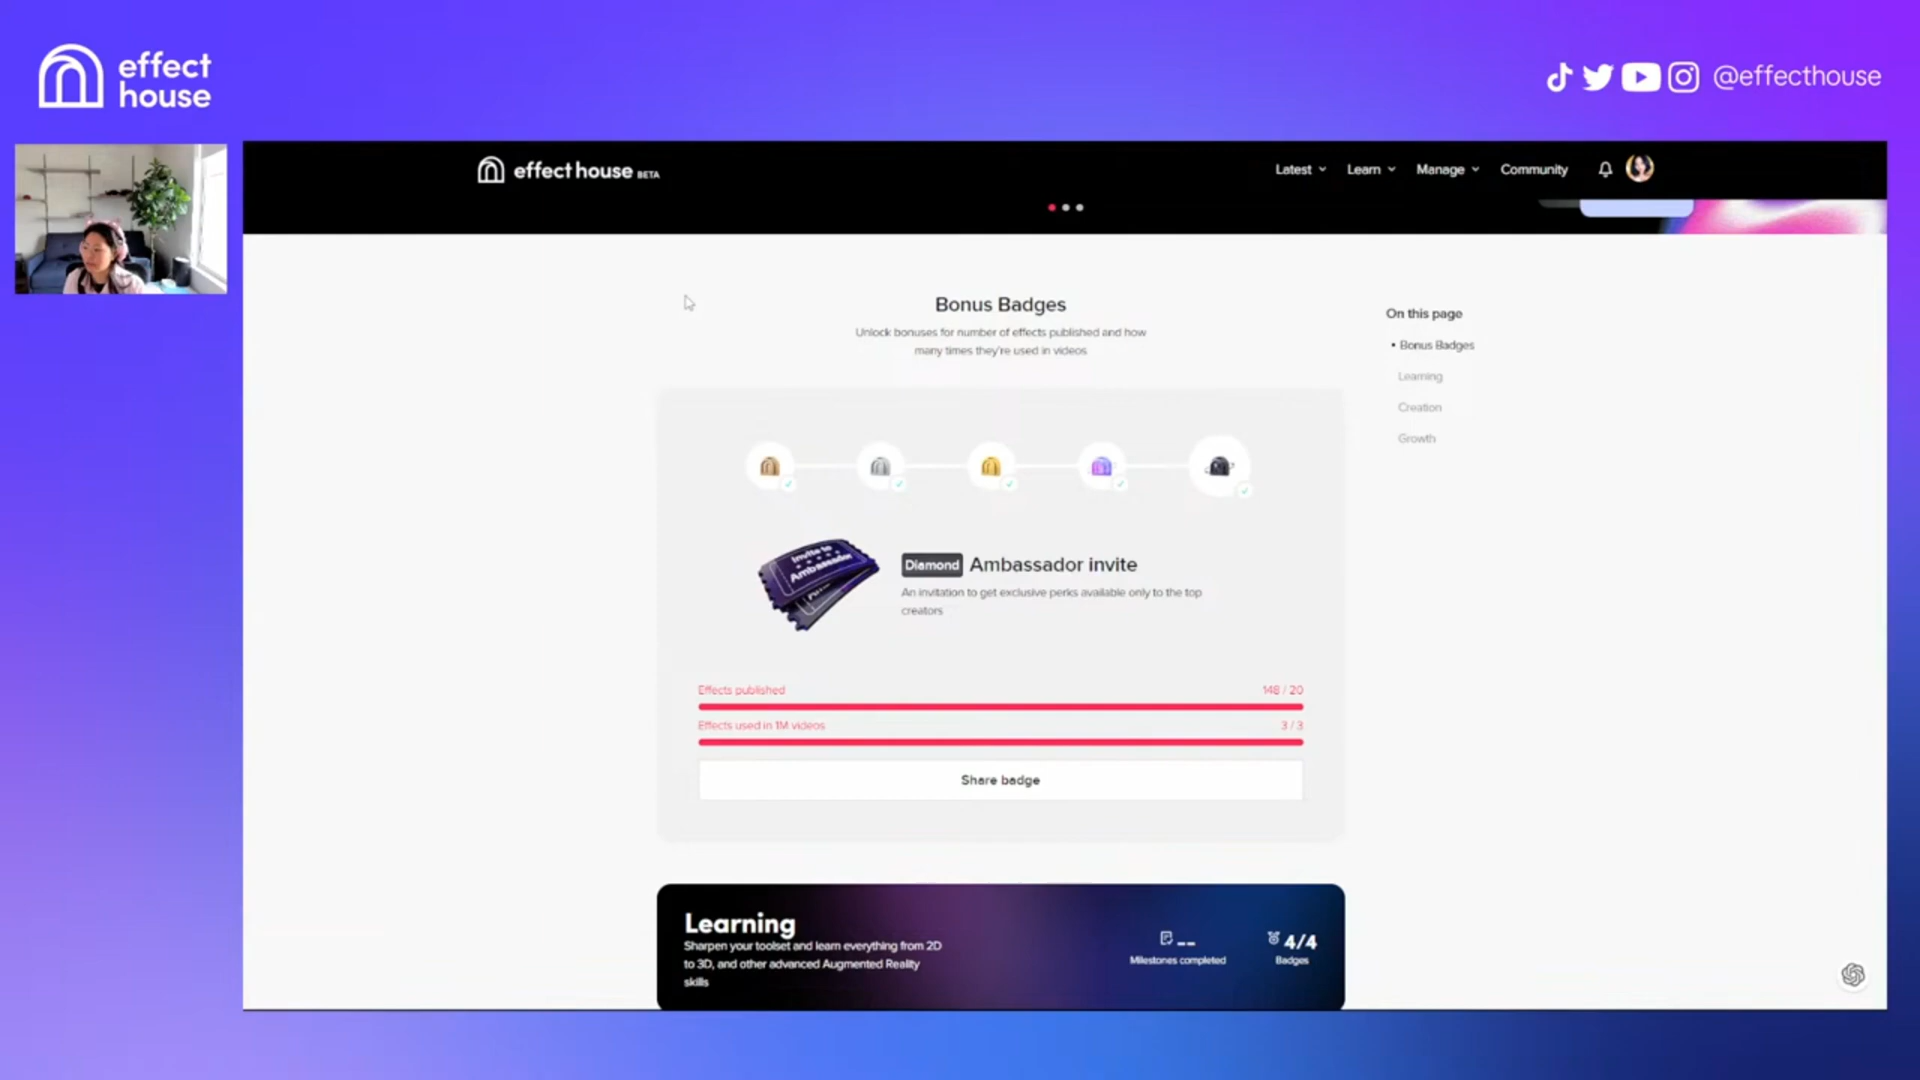 effect
house
@effecthouse
effect house BETA
Latest
Learn
Manage
Community
Bonus Badges
Unlock bonuses for number of effects published and how
many times they're used in videos
On this page
• Bonus Badges
Learning
Creation
Growth
Invite to
Ambassador
Diamond Ambassador invite
An invitation to get exclusive perks available only to the top
creators
Effects published 148 / 20
Effects used in 1M videos 3 / 3
Share badge
Learning
Sharpen your toolset and learn everything from 2D
to 3D, and other advanced Augmented Reality
skills
--
Milestones completed
4/4
Badges